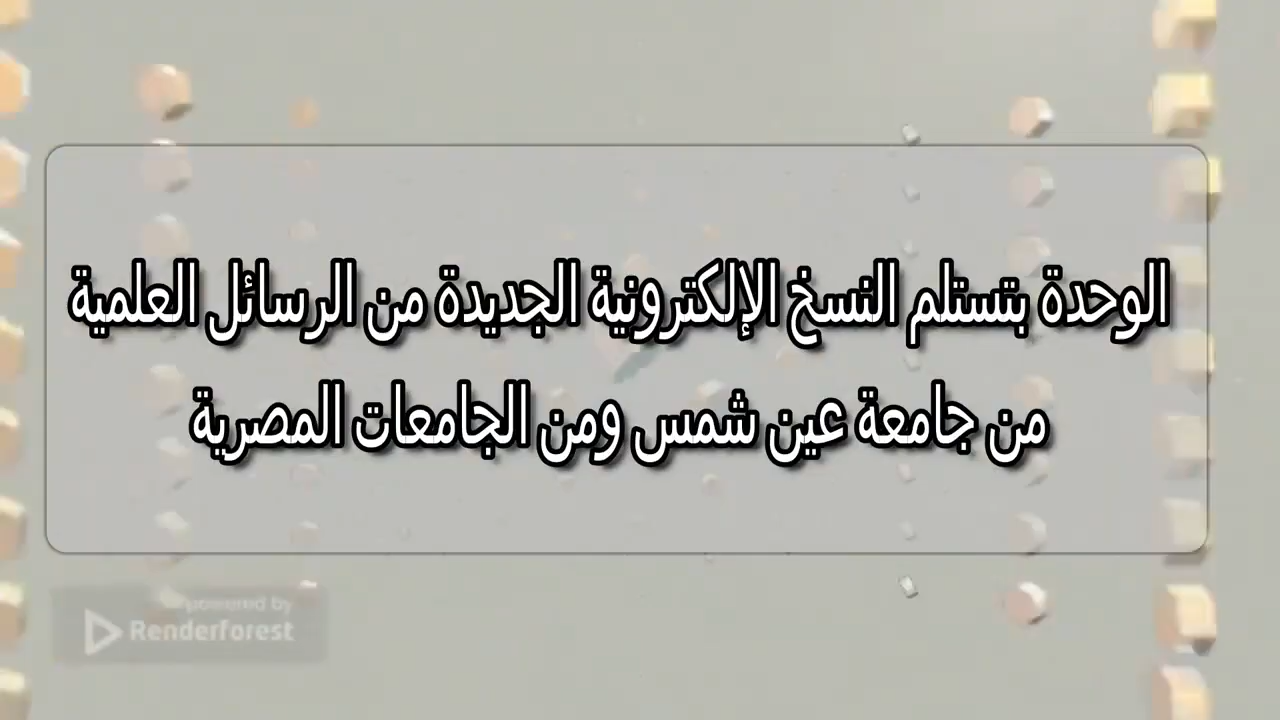 الوحدة بتستلم النسخ الإلكترونية الجديدة من الرسائل العلمية
من جامعة عين شمس ومن الجامعات المصرية
powered by
Renderforest